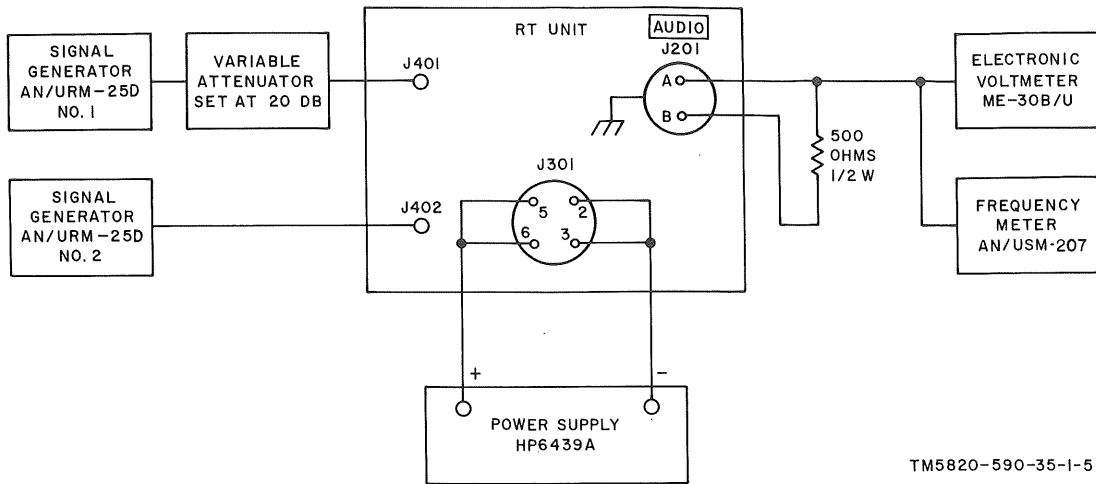 SIGNAL
GENERATOR
AN/URM-25D
NO. 1
VARIABLE
ATTENUATOR
SET AT 20 DB
RT UNIT
J401
AUDIO
J201
A
B
500
OHMS
1/2 W
ELECTRONIC
VOLTMETER
ME-30B/U
SIGNAL
GENERATOR
AN/URM-25D
NO. 2
J402
J301
5
2
6
3
FREQUENCY
METER
AN/USM-207
+
-
POWER SUPPLY
HP6439A
TM5820-590-35-1-5